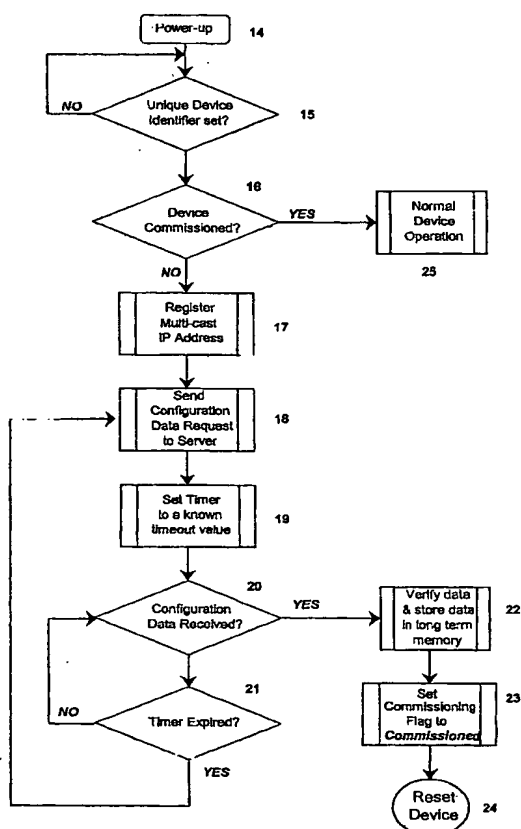 Power-up
14
NO
Unique Device
Identifier set?
15
16
Device
Commissioned?
YES
Normal
Device
Operation
25
NO
Register
Multi-cast
IP Address
17
Send
Configuration
Data Request
to Server
18
Set Timer
to a known
timeout value
19
20
Configuration
Data Received?
YES
Verify data
& store data
in long term
memory
22
21
NO
Timer Expired?
YES
Set
Commissioning
Flag to
Commissioned
23
Reset
Device
24